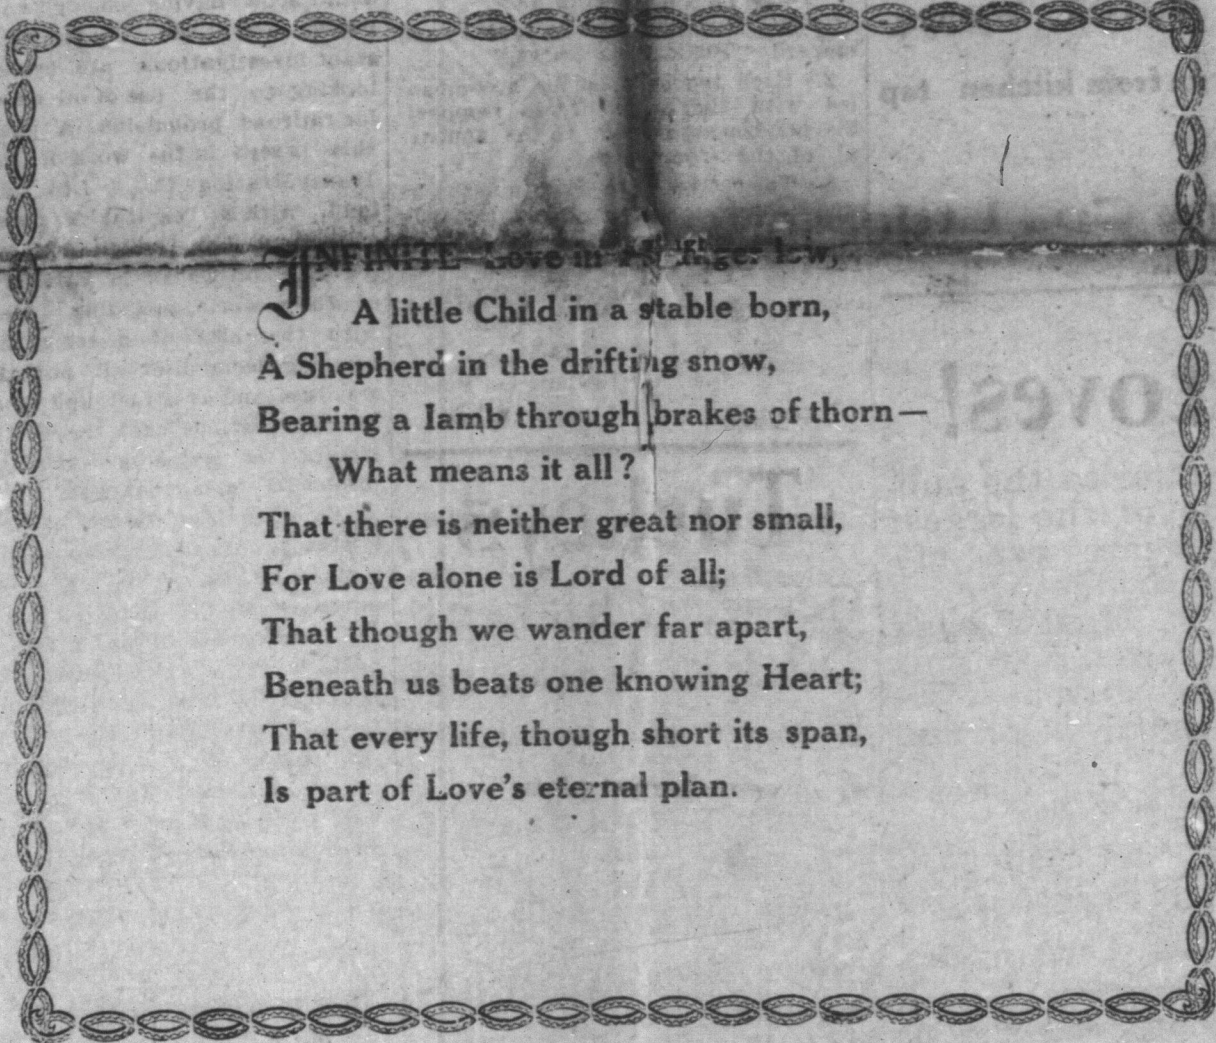 INFINITE Love in low,
A little Child in a stable born,
A Shepherd in the drifting snow,
Bearing a lamb through brakes of thorn—
What means it all?
That there is neither great nor small,
For Love alone is Lord of all;
That though we wander far apart,
Beneath us beats one knowing Heart;
That every life, though short its span,
Is part of Love's eternal plan.